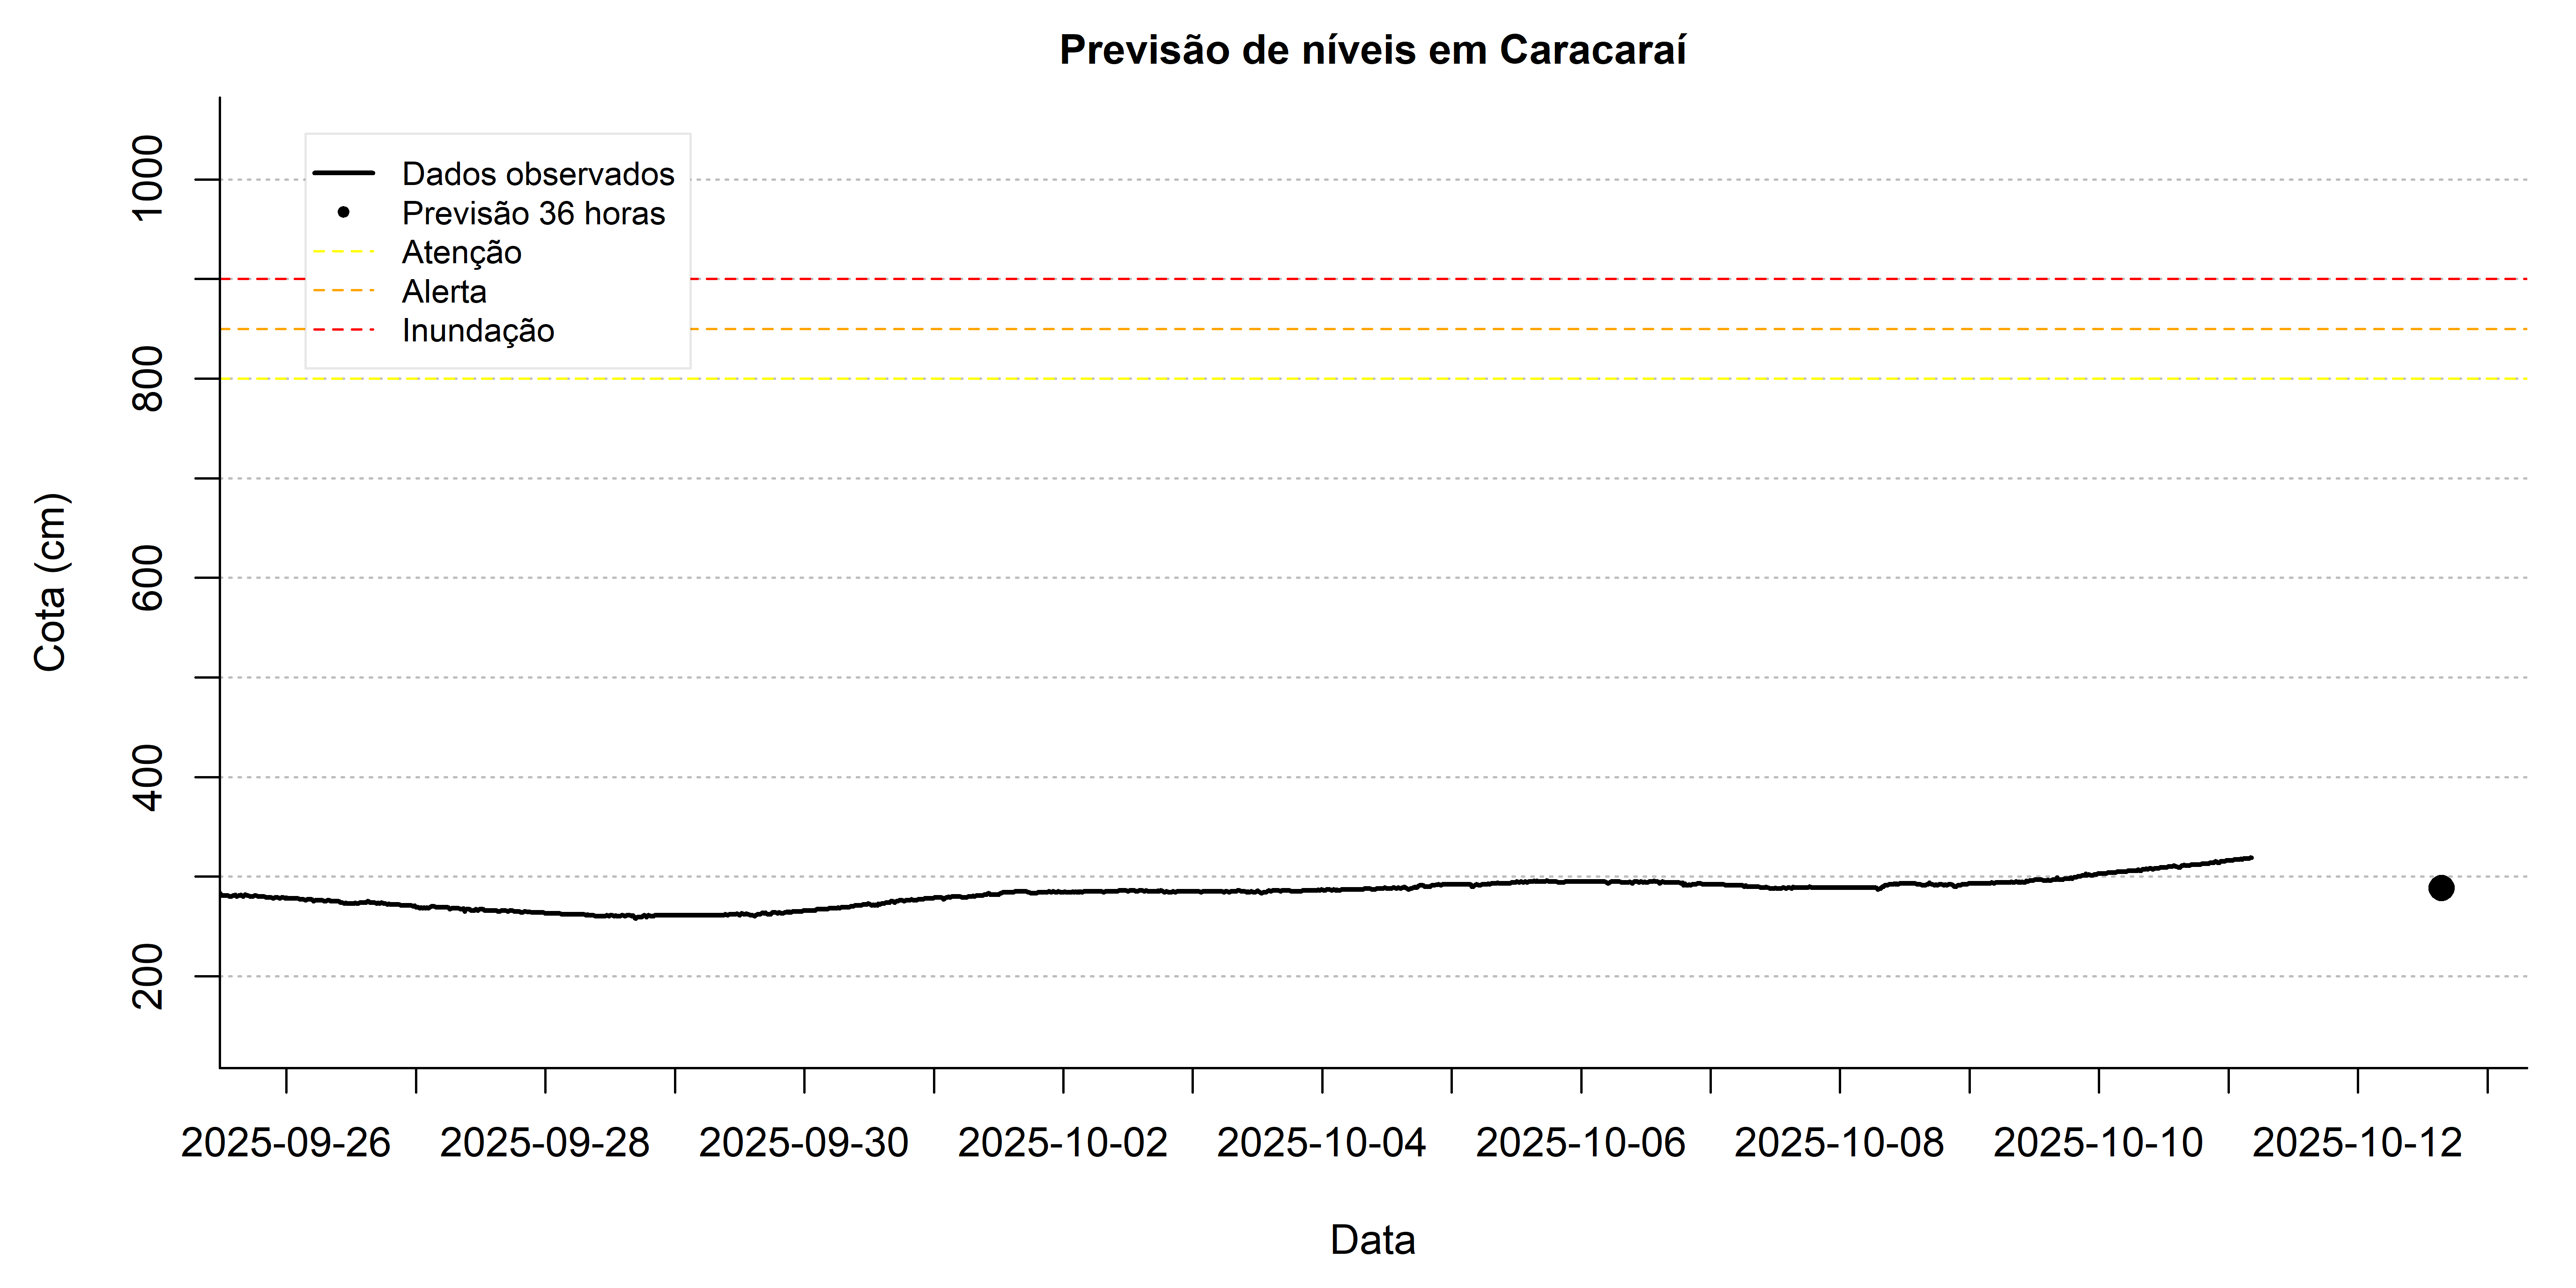 Previsão de níveis em Caracaraí
Dados observados
Previsão 36 horas
Atenção
Alerta
Inundação
Cota (cm)
1000
800
600
400
200
2025-09-26 2025-09-28 2025-09-30 2025-10-02 2025-10-04 2025-10-06 2025-10-08 2025-10-10 2025-10-12
Data